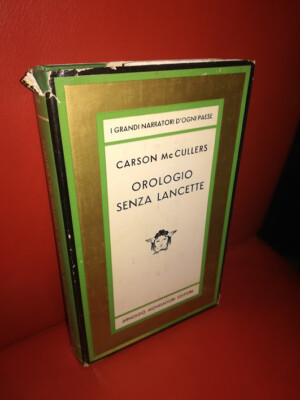 I GRANDI NARRATORI D'OGNI PAESE
CARSON McCULLERS
OROLOGIO
SENZA LANCETTE
ARNOLDO MONDADORI EDITORE